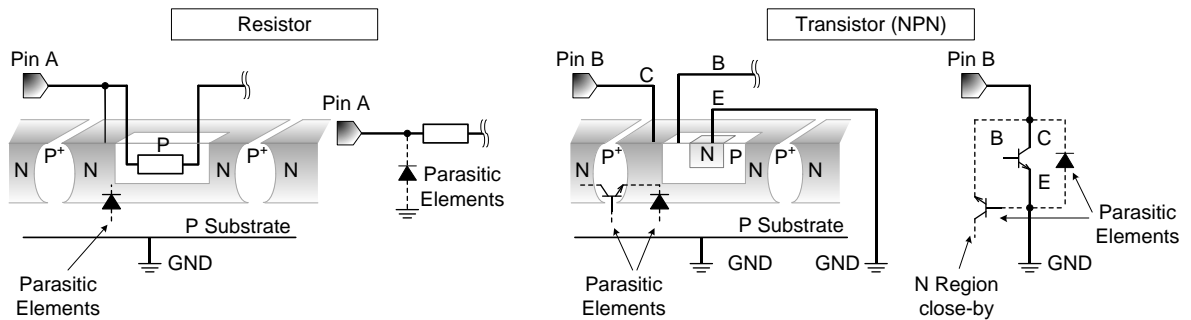 Resistor
Transistor (NPN)
Pin A
Pin A
P
N
P+
N
N
P+
N
Parasitic
Elements
P Substrate
GND
Parasitic
Elements
Pin B
C
B
E
N
P+
N
N
P
N
P+
N
P Substrate
GND
GND
Parasitic
Elements
Pin B
B
C
E
Parasitic
Elements
GND
N Region
close-by